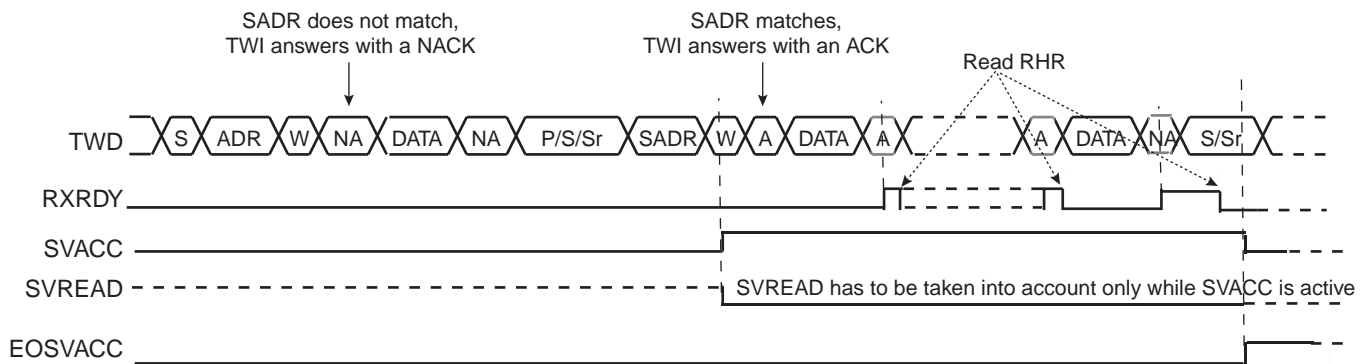 SADR does not match,
TWI answers with a NACK
SADR matches,
TWI answers with an ACK
Read RHR
TWD S ADR W NA DATA NA P/S/Sr SADR W A DATA A A DATA NA S/Sr
RXRDY
SVACC
SVREAD SVREAD has to be taken into account only while SVACC is active
EOSVACC